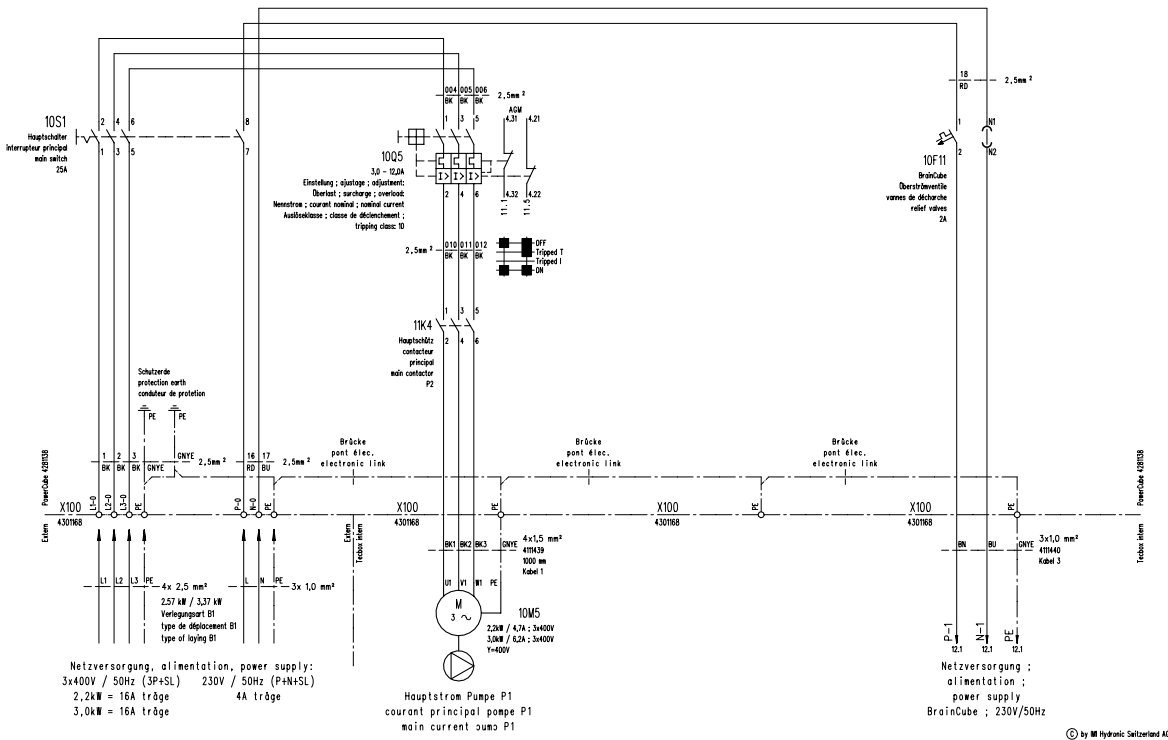 18
RD
2,5mm²
004 005 006
BK BK BK
2,5mm²
AGM
4.31 4.21
10S1
Hauptschalter
interrupteur principal
main switch
25A
2 4 6
1 3 5
8
7
10Q5
3,0 - 12,0A
Einstellung ; ajustage ; adjustment:
Überlast ; surcharge ; overload:
Nennstrom ; courant nominal ; nominal current
Auslöseklasse ; classe de déclenchement ;
tripping class: 10
1 3 5
I> I> I>
2 4 6
4.32 4.22
11.1 11.5
1 N1
2 N2
10F11
BrainCube
Überströmventile
vannes de décharche
relief valves
2A
2,5mm²
010 011 012
BK BK BK
OFF
Tripped T
Tripped I
ON
11K4
Hauptschütz
contacteur
principal
main contactor
P2
1 3 5
2 4 6
Schutzerde
protection earth
conduteur de protetion
PE PE
1 2 3
BK BK BK GNYE GNYE
2,5mm²
16 17
RD BU
2,5mm²
Brücke
pont élec.
electronic link
Brücke
pont élec.
electronic link
Brücke
pont élec.
electronic link
PowerCube 4281138
PowerCube 4281138
X100
4301168
L1-0 L2-0 L3-0 PE
P-0 N-0 PE
X100
4301168
PE
X100
4301168
PE
X100
4301168
PE
Extern
Extern
Tecbox intern
Tecbox intern
BK1 BK2 BK3 GNYE
4x1,5 mm²
4111439
1000 mm
Kabel 1
BN BU GNYE
3x1,0 mm²
4111440
Kabel 3
L1 L2 L3 PE
4x 2,5 mm²
L N PE
3x 1,0 mm²
2,57 kW / 3,37 kW
Verlegungsart B1
type de déplacement B1
type of laying B1
U1 V1 W1 PE
M
3 ~
10M5
2,2kW / 4,7A ; 3x400V
3,0kW / 6,2A ; 3x400V
Y=400V
P-1 N-1 PE
12.1 12.1 12.1
Netzversorgung, alimentation, power supply:
3x400V / 50Hz (3P+SL) 230V / 50Hz (P+N+SL)
2,2kW = 16A träge 4A träge
3,0kW = 16A träge
Hauptstrom Pumpe P1
courant principal pompe P1
main current pump P1
Netzversorgung ;
alimentation ;
power supply
BrainCube ; 230V/50Hz
© by IMI Hydronic Switzerland AG